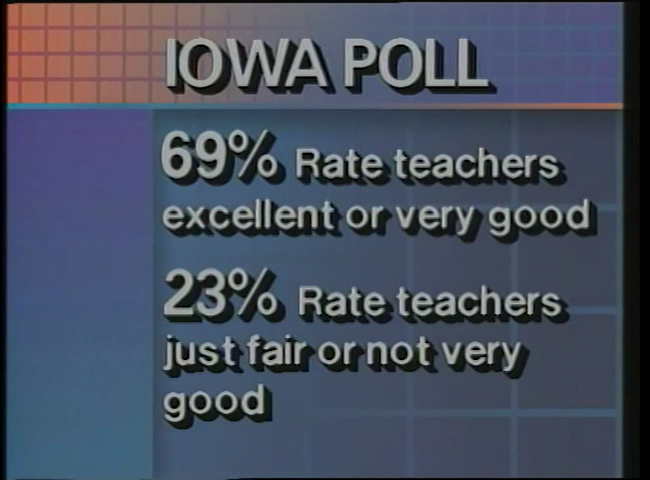 IOWA POLL
69% Rate teachers
excellent or very good
23% Rate teachers
just fair or not very
good